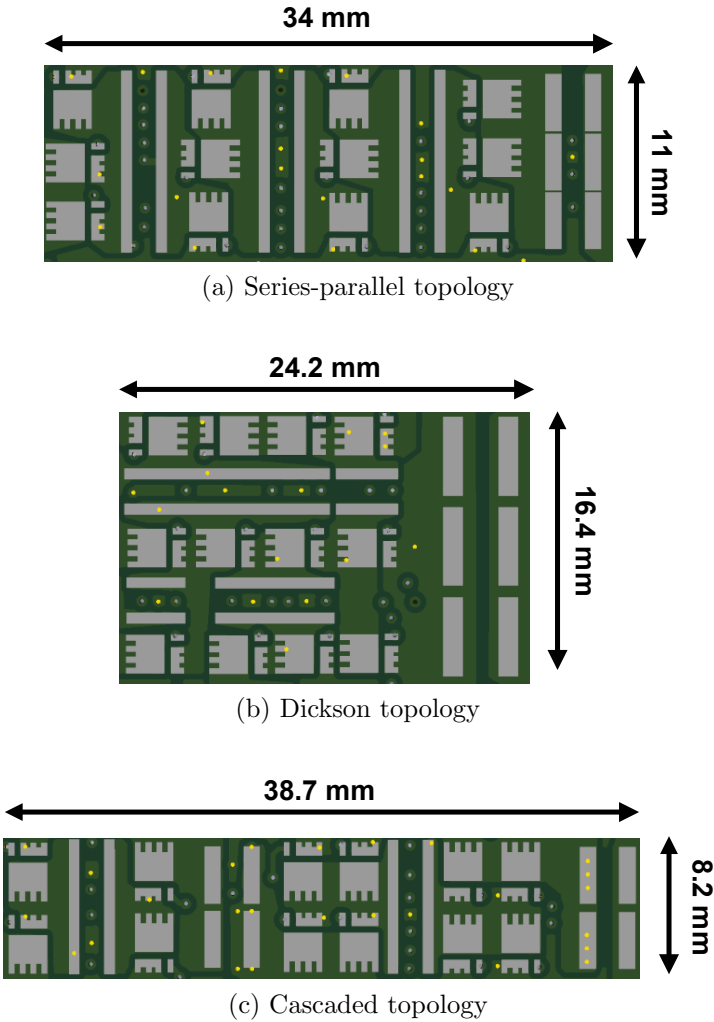 34 mm
11 mm
(a) Series-parallel topology
24.2 mm
16.4 mm
(b) Dickson topology
38.7 mm
8.2 mm
(c) Cascaded topology